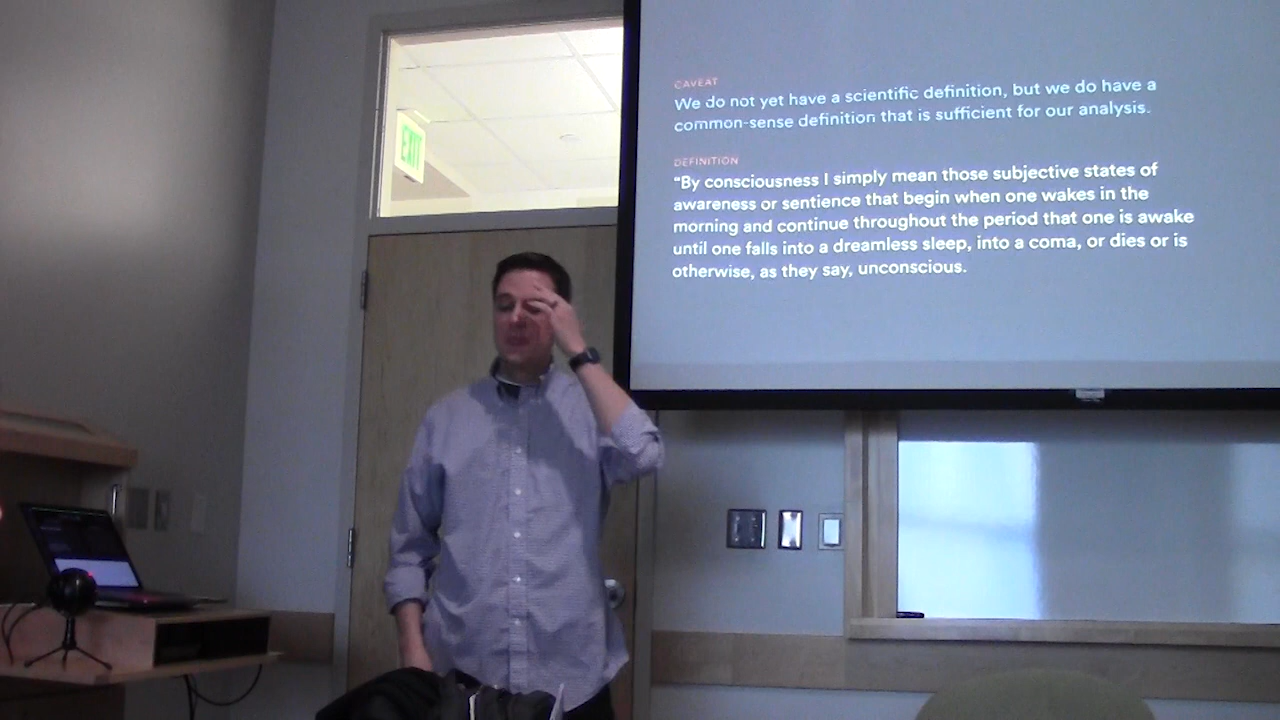 EXIT
CAVEAT
We do not yet have a scientific definition, but we do have a
common-sense definition that is sufficient for our analysis.
DEFINITION
“By consciousness I simply mean those subjective states of
awareness or sentience that begin when one wakes in the
morning and continue throughout the period that one is awake
until one falls into a dreamless sleep, into a coma, or dies or is
otherwise, as they say, unconscious.